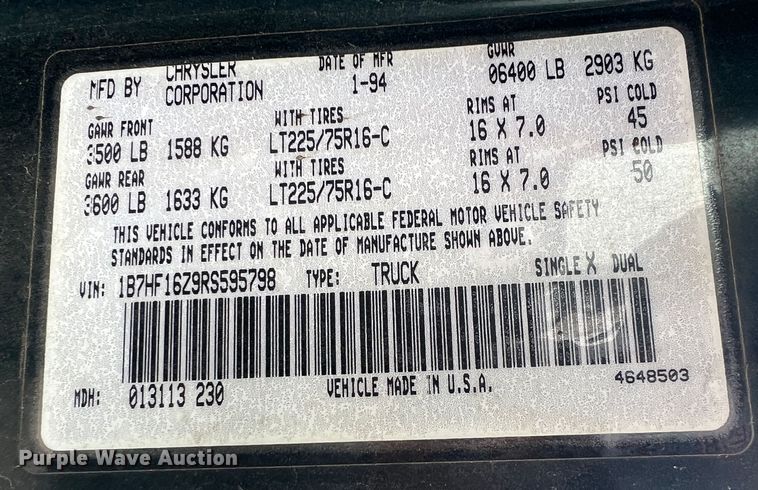 MFD BY CHRYSLER CORPORATION DATE OF MFR 1-94 GVWR 06400 LB 2903 KG
GAWR FRONT WITH TIRES RIMS AT PSI COLD
3500 LB 1588 KG LT225/75R16-C 16 X 7.0 45
GAWR REAR WITH TIRES RIMS AT PSI COLD
3600 LB 1633 KG LT225/75R16-C 16 X 7.0 50
THIS VEHICLE CONFORMS TO ALL APPLICABLE FEDERAL MOTOR VEHICLE SAFETY
STANDARDS IN EFFECT ON THE DATE OF MANUFACTURE SHOWN ABOVE.
VIN: 1B7HF16Z9RS595798 TYPE: TRUCK SINGLE X DUAL
MDH: 013113 230 VEHICLE MADE IN U.S.A. 4648503
Purple Wave Auction